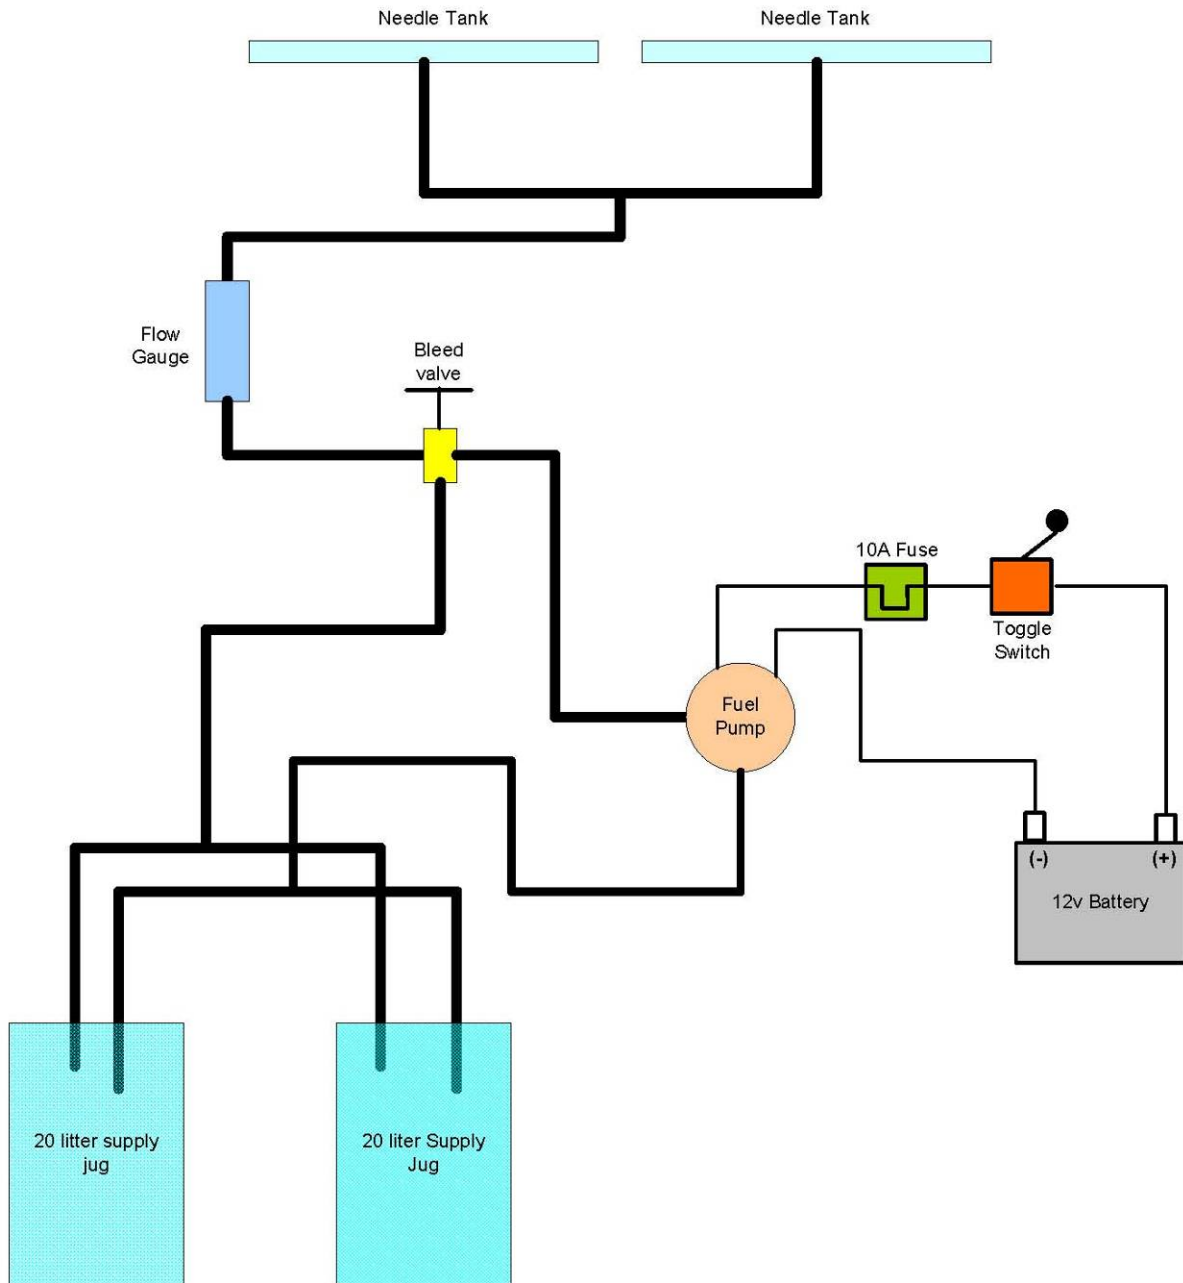 Needle Tank
Needle Tank
Flow
Gauge
Bleed
valve
10A Fuse
Toggle
Switch
Fuel
Pump
(-)
(+)
12v Battery
20 litter supply
jug
20 liter Supply
Jug